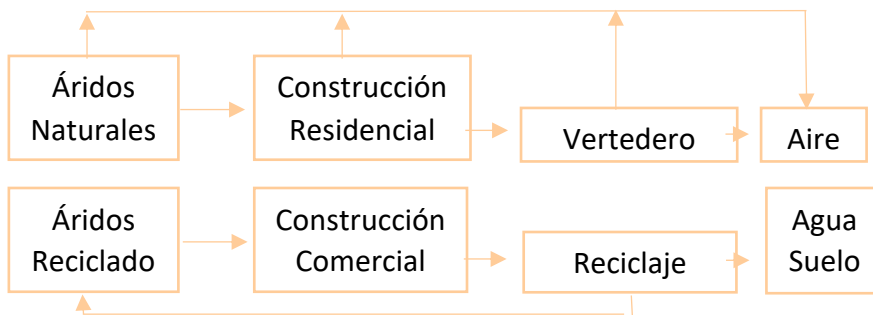 Áridos
Naturales
Construcción
Residencial
Vertedero
Aire
Áridos
Reciclado
Construcción
Comercial
Reciclaje
Agua
Suelo